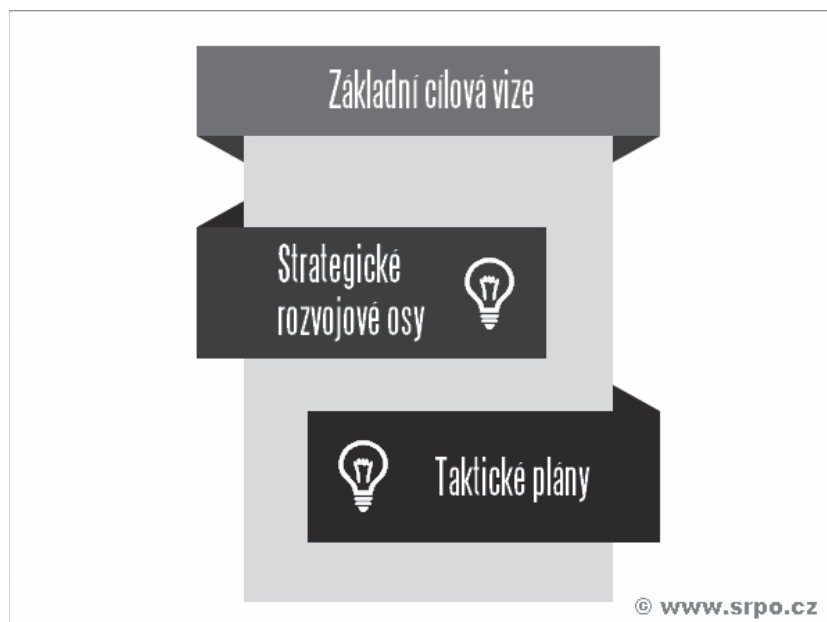 Základní cílová vize
Strategické
rozvojové osy
Taktické plány
© www.srpo.cz